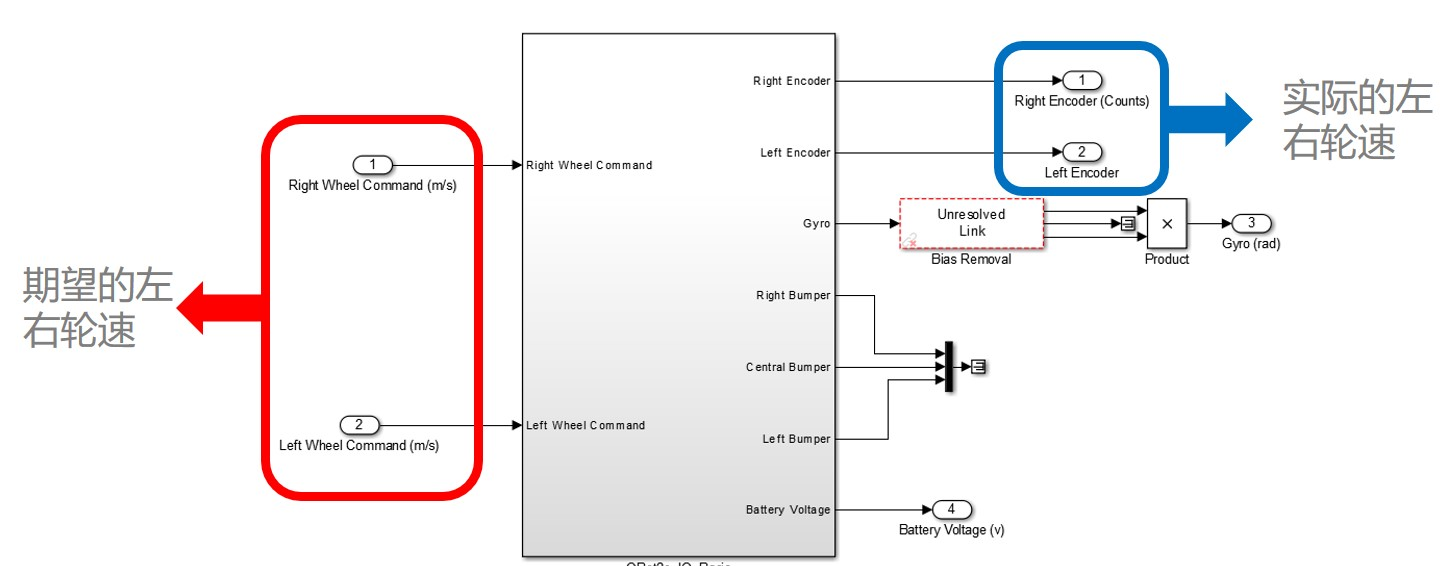 Right Encoder
1
Right Encoder (Counts)
实际的左
右轮速
Left Encoder
2
Left Encoder
1
Right Wheel Command (m/s)
Right Wheel Command
Gyro
Unresolved
Link
Bias Removal
×
Product
3
Gyro (rad)
期望的左
右轮速
Right Bumper
Central Bumper
2
Left Wheel Command (m/s)
Left Wheel Command
Left Bumper
Battery Voltage
4
Battery Voltage (v)